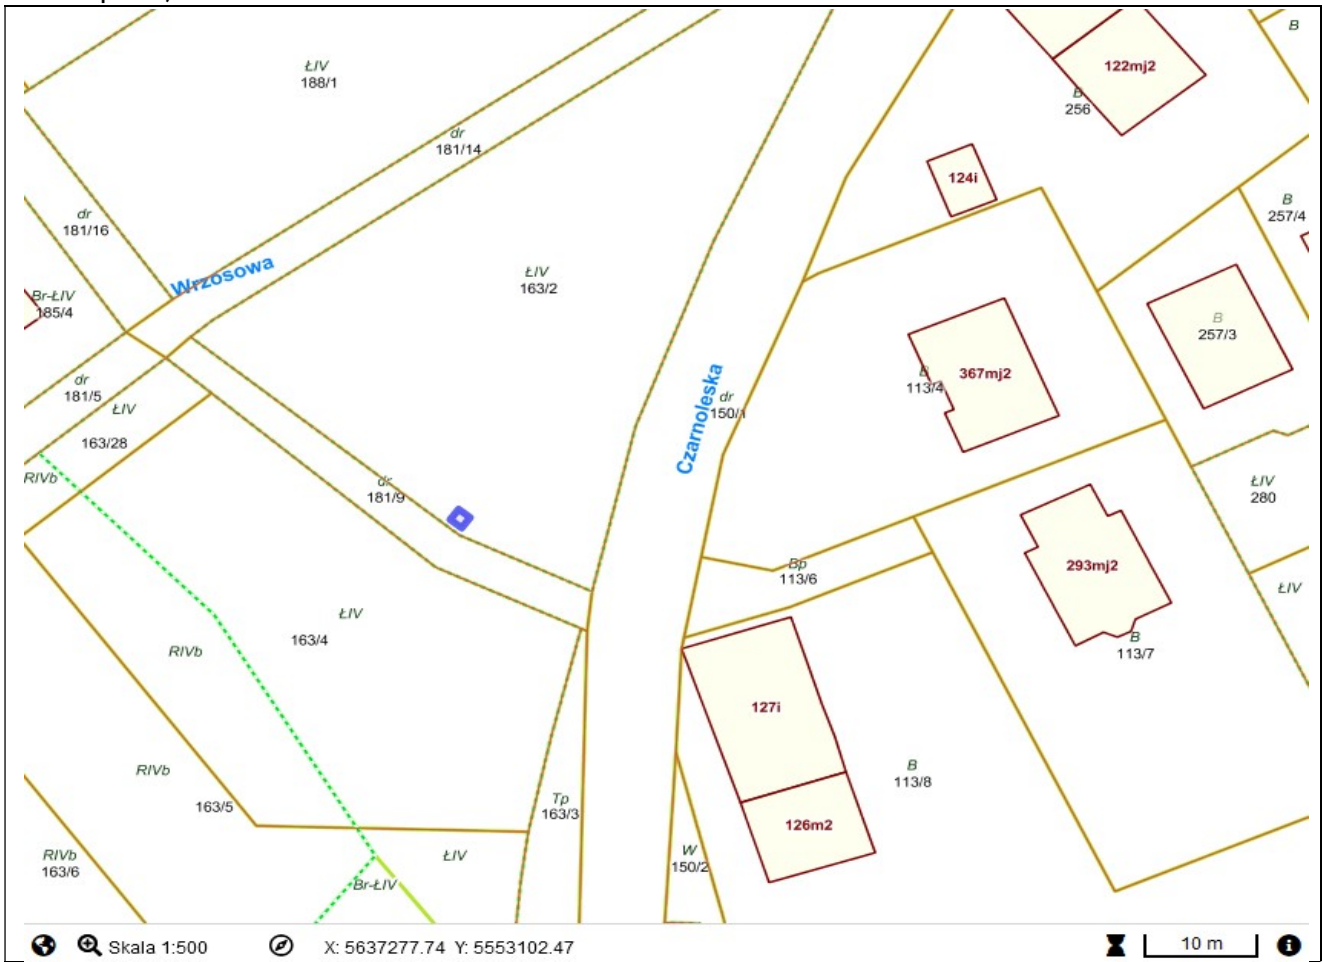 ŁIV
188/1
B
122mj2
B
256
dr
181/14
124i
dr
181/16
B
257/4
Wrzosowa
ŁIV
163/2
Br-ŁIV
185/4
B
257/3
dr
181/5
ŁIV
163/28
367mj2
113/4
dr
150/1
Czarnoleska
RIVb
dr
181/9
ŁIV
280
Bp
113/6
293mj2
ŁIV
ŁIV
163/4
RIVb
B
113/7
127i
RIVb
163/5
B
113/8
Tp
163/3
126m2
RIVb
163/6
ŁIV
W
150/2
Br-ŁIV
Skala 1:500
X: 5637277.74 Y: 5553102.47
10 m